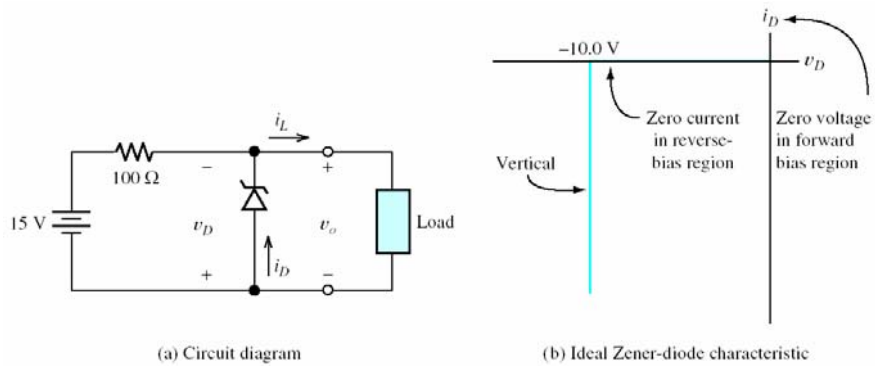 i_L
100 Ω
15 V
−
v_D
+
i_D
+
v_o
−
Load
(a) Circuit diagram
i_D
−10.0 V
v_D
Zero current
in reverse-
bias region
Zero voltage
in forward
bias region
Vertical
(b) Ideal Zener-diode characteristic